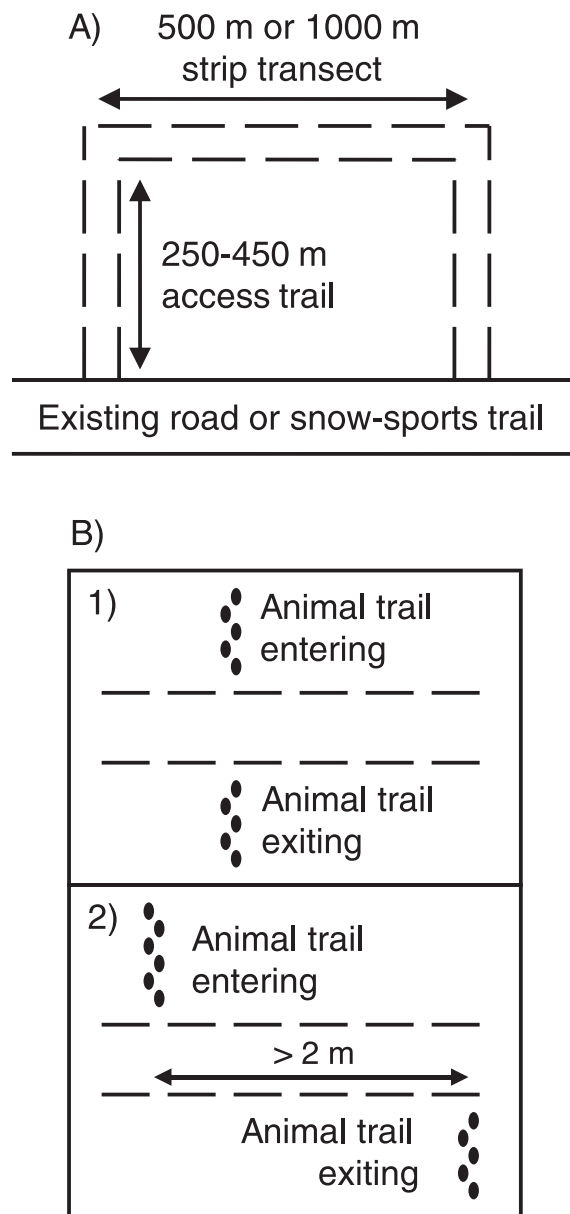 A) 500 m or 1000 m
strip transect
250-450 m
access trail
Existing road or snow-sports trail
B)
1) Animal trail
entering
Animal trail
exiting
2) Animal trail
entering
> 2 m
Animal trail
exiting